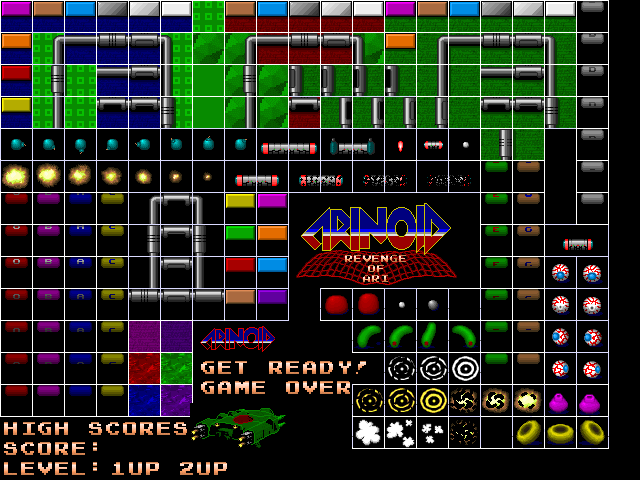 ARINOID
REVENGE
OF
ARI
ARINOID
GET READY!
GAME OVER
HIGH SCORES
SCORE:
LEVEL: 1UP 2UP